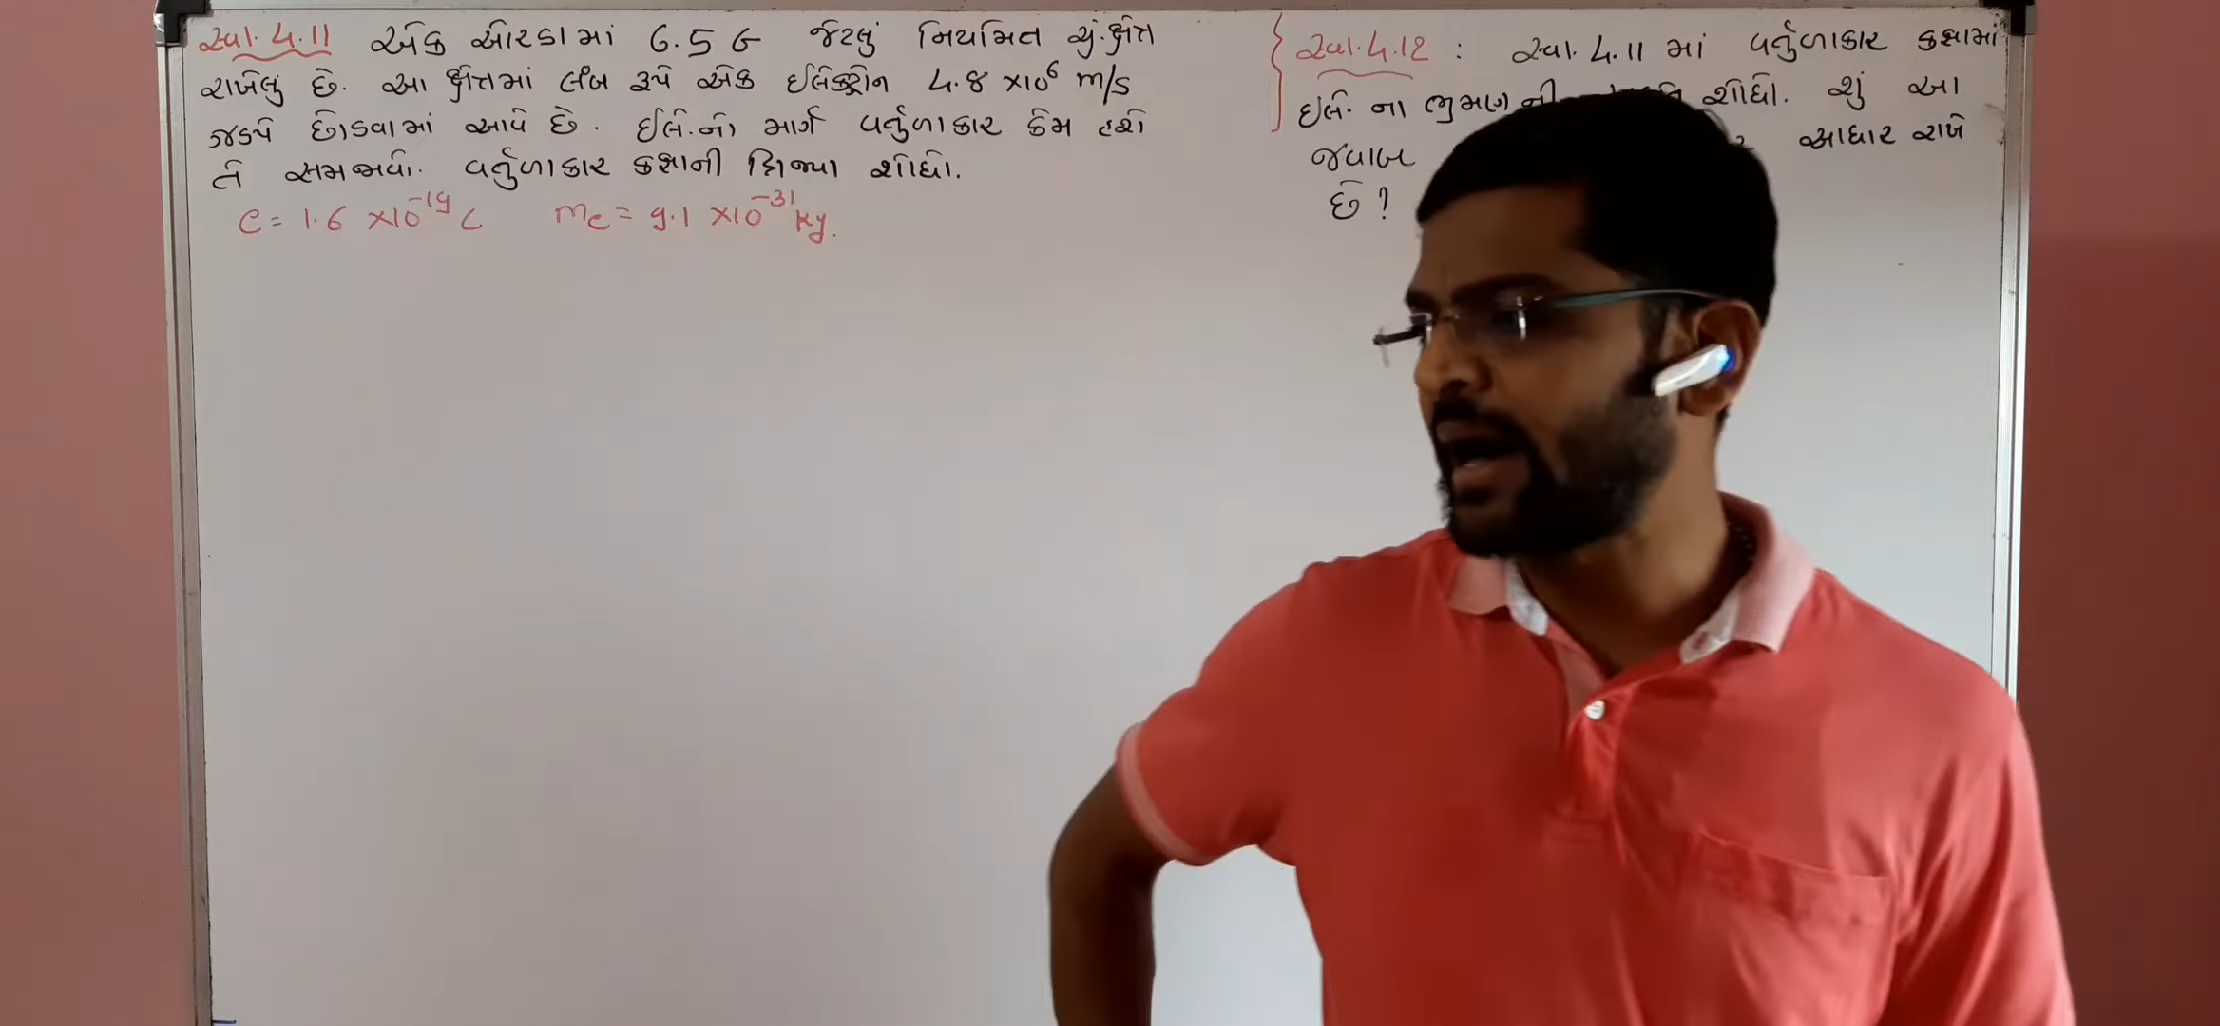 સ્વા. 4.11 એક ઓરડામાં 6.5 G જેટલું નિયમિત ચું.ક્ષેત્ર
રાખેલું છે. આ ક્ષેત્રમાં લંબ રૂપે એક ઈલેક્ટ્રોન 4.8 ×10⁶ m/s
ઝડપે છોડવામાં આવે છે. ઈલે.નો માર્ગ વર્તુળાકાર કેમ હશે
તે સમજાવો. વર્તુળાકાર કક્ષાની ત્રિજ્યા શોધો.
e = 1.6 ×10⁻¹⁹ C me = 9.1 ×10⁻³¹ kg.
સ્વા. 4.12 : સ્વા. 4.11 માં વર્તુળાકાર કક્ષામાં
ઈલે. ના ભ્રમણ ની શોધો. શું આ
જવાબ આધાર રાખે
છે ?